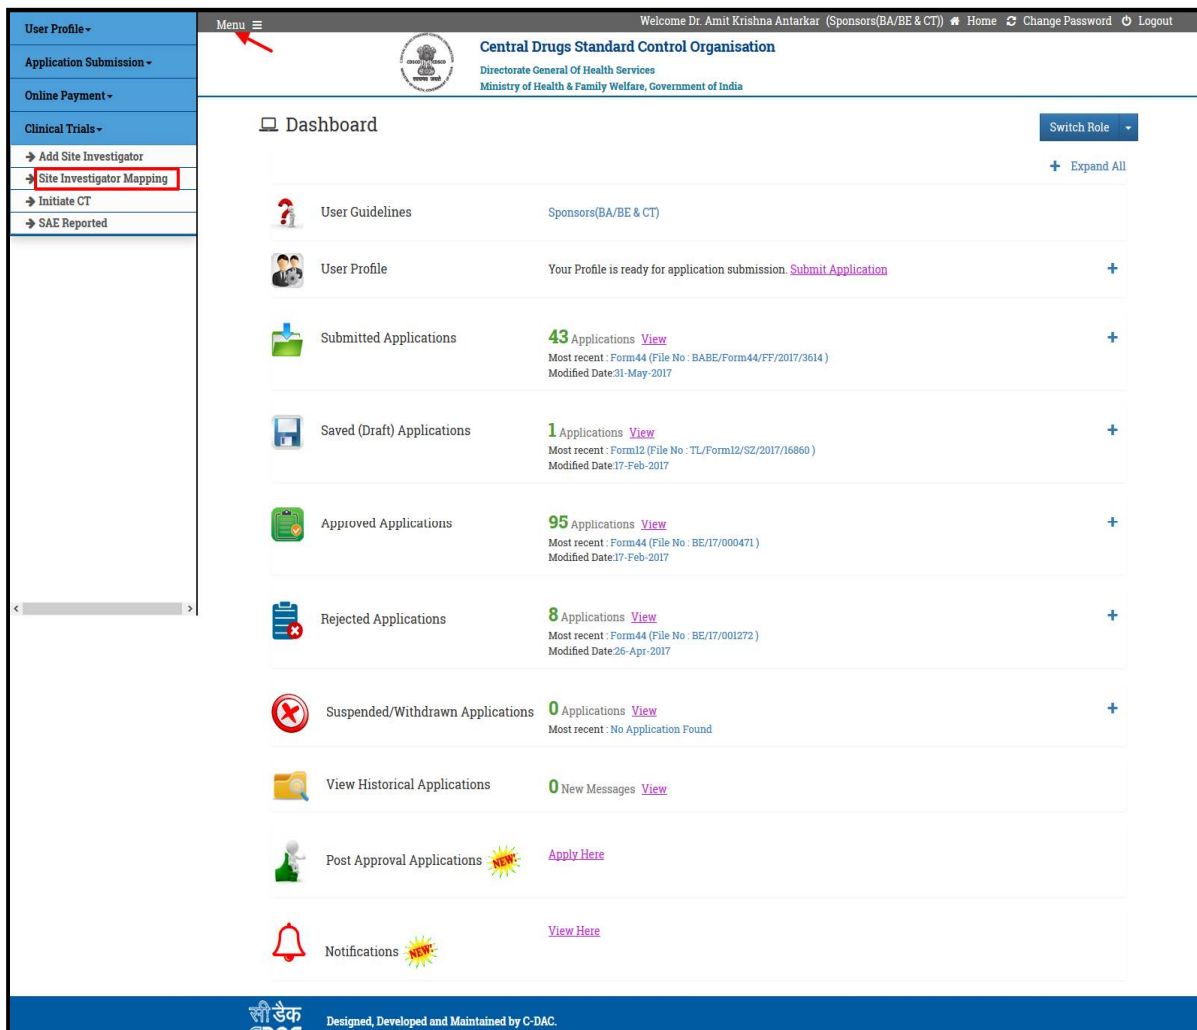 User Profile
Application Submission
Online Payment
Clinical Trials
Add Site Investigator
Site Investigator Mapping
Initiate CT
SAE Reported
Menu
Welcome Dr. Amit Krishna Antarkar (Sponsors(BA/BE & CT)) Home Change Password Logout
Central Drugs Standard Control Organisation
Directorate General Of Health Services
Ministry of Health & Family Welfare, Government of India
Dashboard
Switch Role
+ Expand All
User Guidelines Sponsors(BA/BE & CT)
User Profile Your Profile is ready for application submission. Submit Application +
Submitted Applications 43 Applications View +
Most recent : Form44 (File No : BABE/Form44/FF/2017/3614 )
Modified Date:31-May-2017
Saved (Draft) Applications 1 Applications View +
Most recent : Form12 (File No : TL/Form12/SZ/2017/16860 )
Modified Date:17-Feb-2017
Approved Applications 95 Applications View +
Most recent : Form44 (File No : BE/17/000471 )
Modified Date:17-Feb-2017
Rejected Applications 8 Applications View +
Most recent : Form44 (File No : BE/17/001272 )
Modified Date:26-Apr-2017
Suspended/Withdrawn Applications 0 Applications View +
Most recent : No Application Found
View Historical Applications 0 New Messages View
Post Approval Applications NEW! Apply Here
Notifications NEW! View Here
सी डैक
CDAC
Designed, Developed and Maintained by C-DAC.